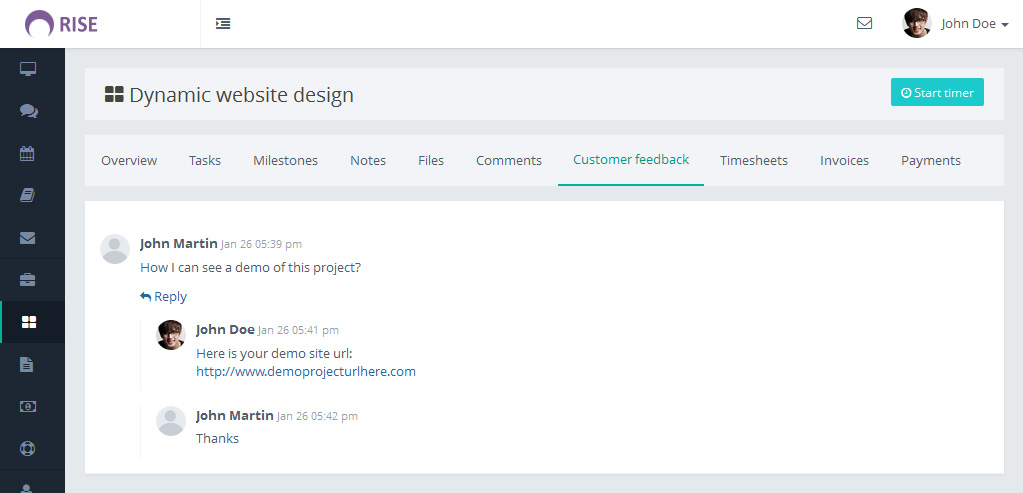 RISE
John Doe
Dynamic website design
Start timer
Overview Tasks Milestones Notes Files Comments Customer feedback Timesheets Invoices Payments
John Martin Jan 26 05:39 pm
How I can see a demo of this project?
Reply
John Doe Jan 26 05:41 pm
Here is your demo site url:
http://www.demoprojecturlhere.com
John Martin Jan 26 05:42 pm
Thanks